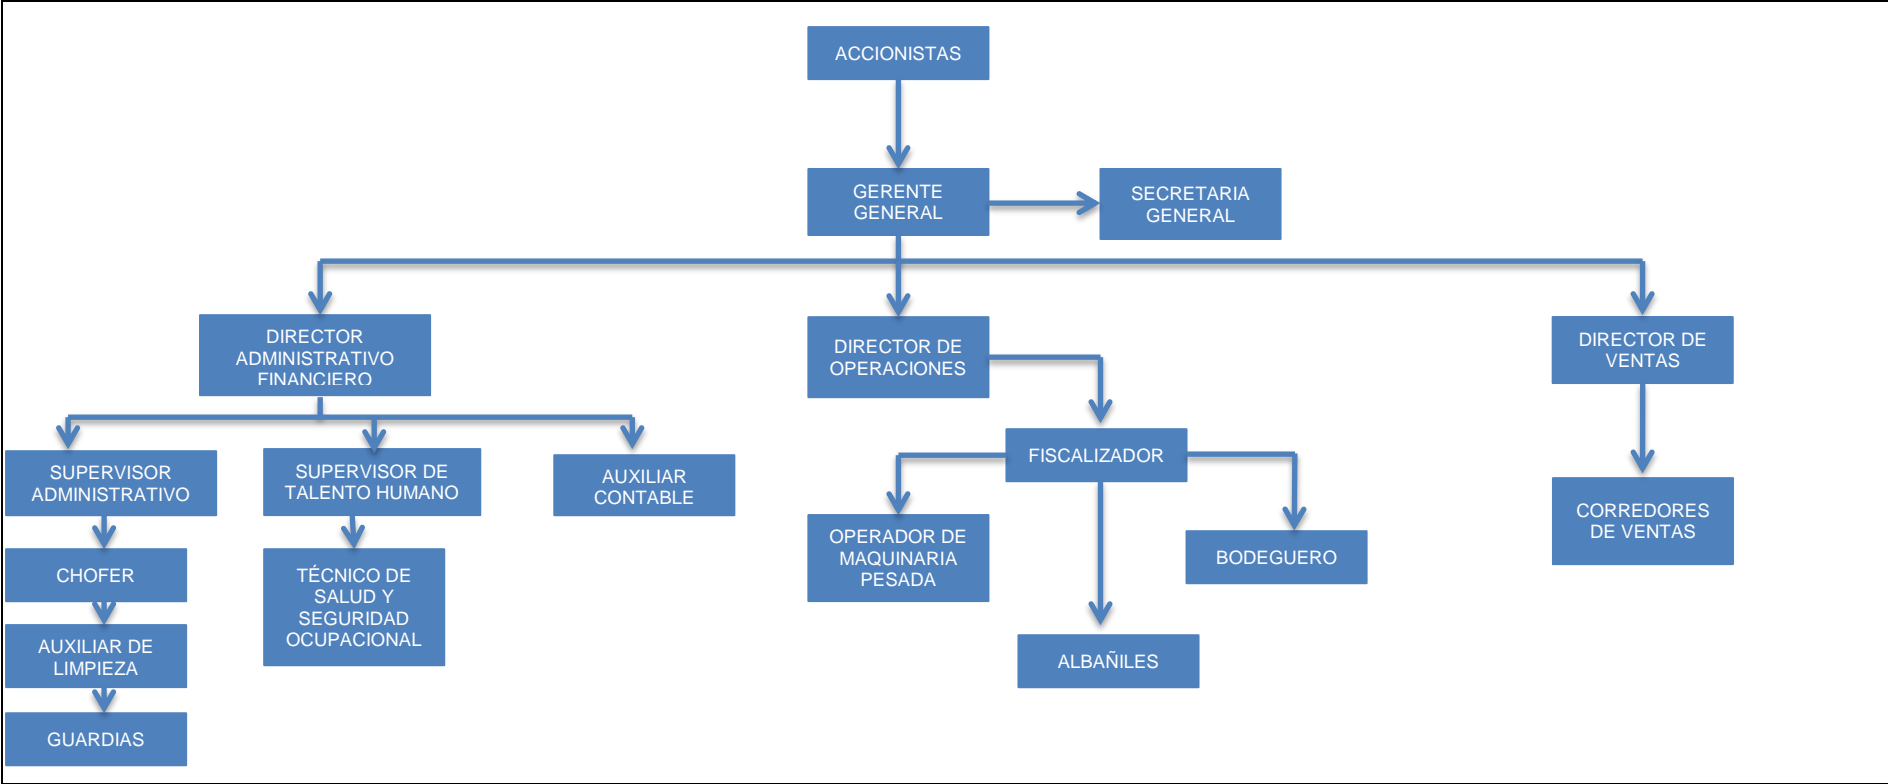 ACCIONISTAS
GERENTE
GENERAL
SECRETARIA
GENERAL
DIRECTOR
ADMINISTRATIVO
FINANCIERO
DIRECTOR DE
OPERACIONES
DIRECTOR DE
VENTAS
SUPERVISOR
ADMINISTRATIVO
SUPERVISOR DE
TALENTO HUMANO
AUXILIAR
CONTABLE
FISCALIZADOR
CORREDORES
DE VENTAS
CHOFER
TÉCNICO DE
SALUD Y
SEGURIDAD
OCUPACIONAL
OPERADOR DE
MAQUINARIA
PESADA
BODEGUERO
AUXILIAR DE
LIMPIEZA
ALBAÑILES
GUARDIAS